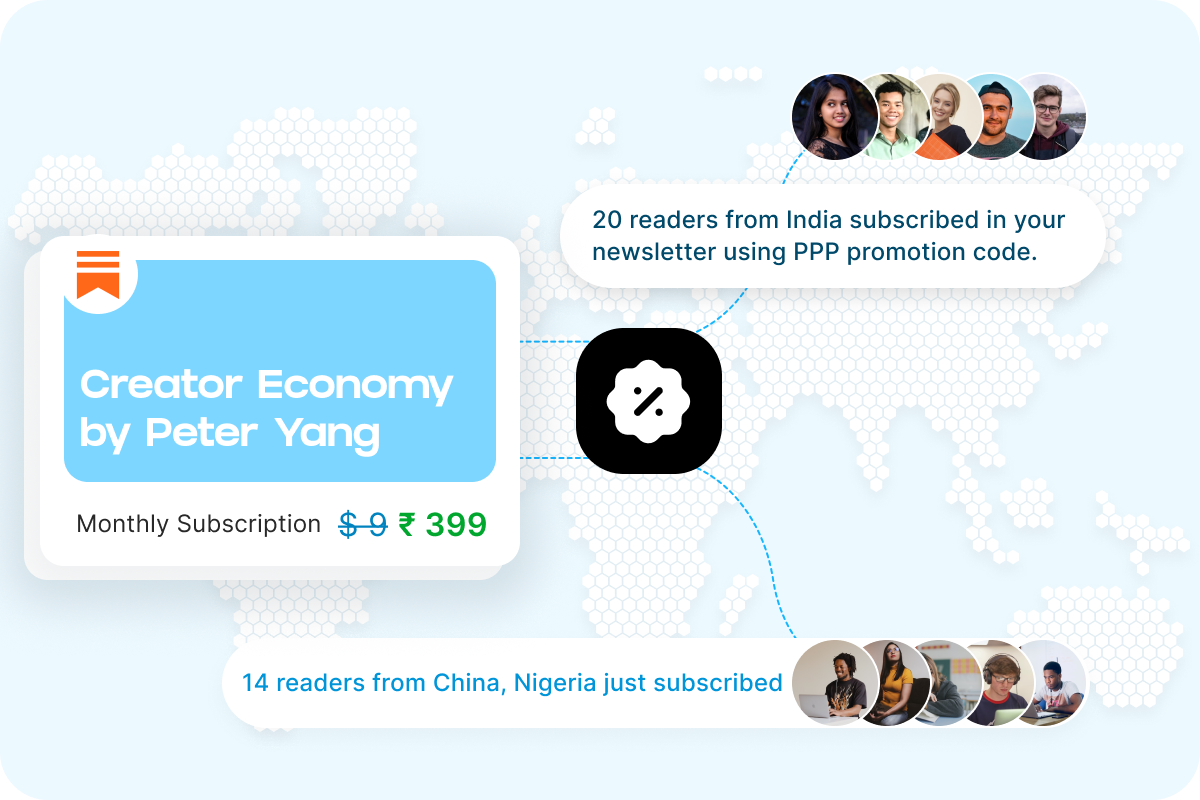 20 readers from India subscribed in your
newsletter using PPP promotion code.
Creator Economy
by Peter Yang
Monthly Subscription $ 9 ₹ 399
14 readers from China, Nigeria just subscribed